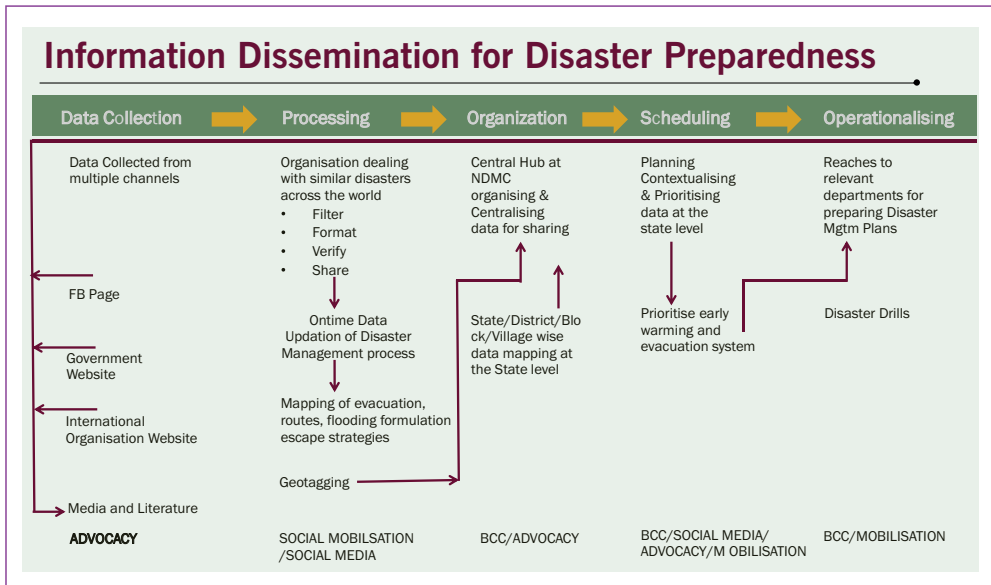 Information Dissemination for Disaster Preparedness
Data Collection
Processing
Organization
Scheduling
Operationalising
Data Collected from
multiple channels
FB Page
Government
Website
International
Organisation Website
Media and Literature
ADVOCACY
Organisation dealing
with similar disasters
across the world
• Filter
• Format
• Verify
• Share
Ontime Data
Updation of Disaster
Management process
Mapping of evacuation,
routes, flooding formulation
escape strategies
Geotagging
SOCIAL MOBILSATION
/SOCIAL MEDIA
Central Hub at
NDMC
organising &
Centralising
data for sharing
State/District/Blo
ck/Village wise
data mapping at
the State level
BCC/ADVOCACY
Planning
Contextualising
& Prioritising
data at the
state level
Prioritise early
warming and
evacuation system
BCC/SOCIAL MEDIA/
ADVOCACY/M OBILISATION
Reaches to
relevant
departments for
preparing Disaster
Mgtm Plans
Disaster Drills
BCC/MOBILISATION